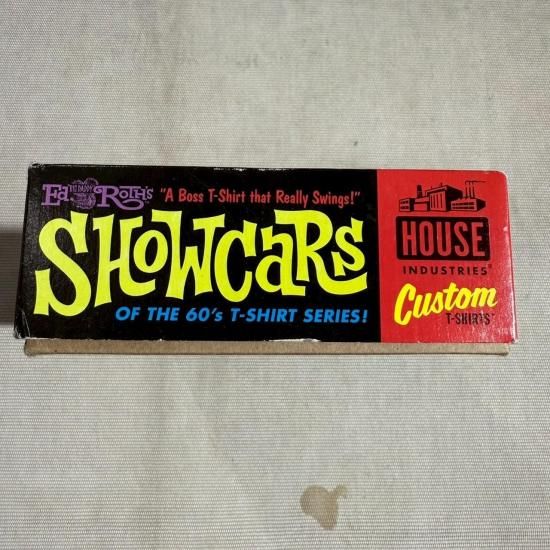 Ed "BIG DADDY" ROTH'S
"A Boss T-Shirt that Really Swings!"
SHOWCARS
OF THE 60's T-SHIRT SERIES!
HOUSE
INDUSTRIES®
Custom
T-SHIRTS